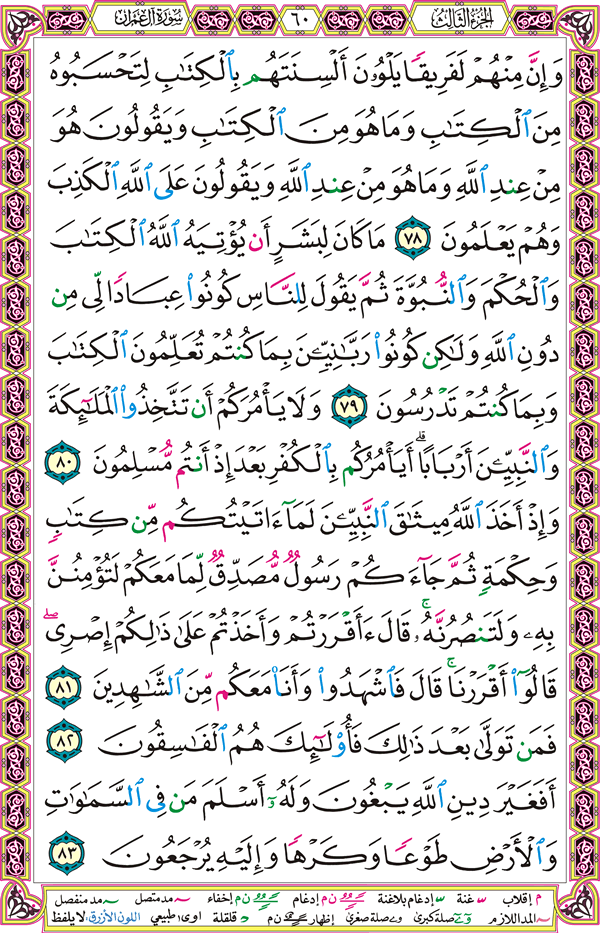 الجزء الثالث ٦٠ سورة آل عمران
وَإِنَّ مِنْهُمْ لَفَرِيقًا يَلْوُۥنَ أَلْسِنَتَهُم بِٱلْكِتَٰبِ لِتَحْسَبُوهُ
مِنَ ٱلْكِتَٰبِ وَمَا هُوَ مِنَ ٱلْكِتَٰبِ وَيَقُولُونَ هُوَ
مِنْ عِندِ ٱللَّهِ وَمَا هُوَ مِنْ عِندِ ٱللَّهِ وَيَقُولُونَ عَلَى ٱللَّهِ ٱلْكَذِبَ
وَهُمْ يَعْلَمُونَ ٧٨ مَا كَانَ لِبَشَرٍ أَن يُؤْتِيَهُ ٱللَّهُ ٱلْكِتَٰبَ
وَٱلْحُكْمَ وَٱلنُّبُوَّةَ ثُمَّ يَقُولَ لِلنَّاسِ كُونُوا۟ عِبَادًا لِّى مِن
دُونِ ٱللَّهِ وَلَٰكِن كُونُوا۟ رَبَّٰنِيِّۦنَ بِمَا كُنتُمْ تُعَلِّمُونَ ٱلْكِتَٰبَ
وَبِمَا كُنتُمْ تَدْرُسُونَ ٧٩ وَلَا يَأْمُرَكُمْ أَن تَتَّخِذُوا۟ ٱلْمَلَٰٓئِكَةَ
وَٱلنَّبِيِّۦنَ أَرْبَابًا ۗ أَيَأْمُرُكُم بِٱلْكُفْرِ بَعْدَ إِذْ أَنتُم مُّسْلِمُونَ ٨٠
وَإِذْ أَخَذَ ٱللَّهُ مِيثَٰقَ ٱلنَّبِيِّۦنَ لَمَآ ءَاتَيْتُكُم مِّن كِتَٰبٍ
وَحِكْمَةٍ ثُمَّ جَآءَكُمْ رَسُولٌ مُّصَدِّقٌ لِّمَا مَعَكُمْ لَتُؤْمِنُنَّ
بِهِۦ وَلَتَنصُرُنَّهُۥ ۚ قَالَ ءَأَقْرَرْتُمْ وَأَخَذْتُمْ عَلَىٰ ذَٰلِكُمْ إِصْرِى ۖ
قَالُوٓا۟ أَقْرَرْنَا ۚ قَالَ فَٱشْهَدُوا۟ وَأَنَا۠ مَعَكُم مِّنَ ٱلشَّٰهِدِينَ ٨١
فَمَن تَوَلَّىٰ بَعْدَ ذَٰلِكَ فَأُو۟لَٰٓئِكَ هُمُ ٱلْفَٰسِقُونَ ٨٢
أَفَغَيْرَ دِينِ ٱللَّهِ يَبْغُونَ وَلَهُۥٓ أَسْلَمَ مَن فِى ٱلسَّمَٰوَٰتِ
وَٱلْأَرْضِ طَوْعًا وَكَرْهًا وَإِلَيْهِ يُرْجَعُونَ ٨٣
م إقلاب غنة إدغام بلاغنة ن م إدغام ن م إخفاء مد متصل مد منفصل
المد اللازم صلة كبرى صلة صغرى إظهار ن م قلقلة اوى: طبيعي اللون الأزرق: لا يلفظ